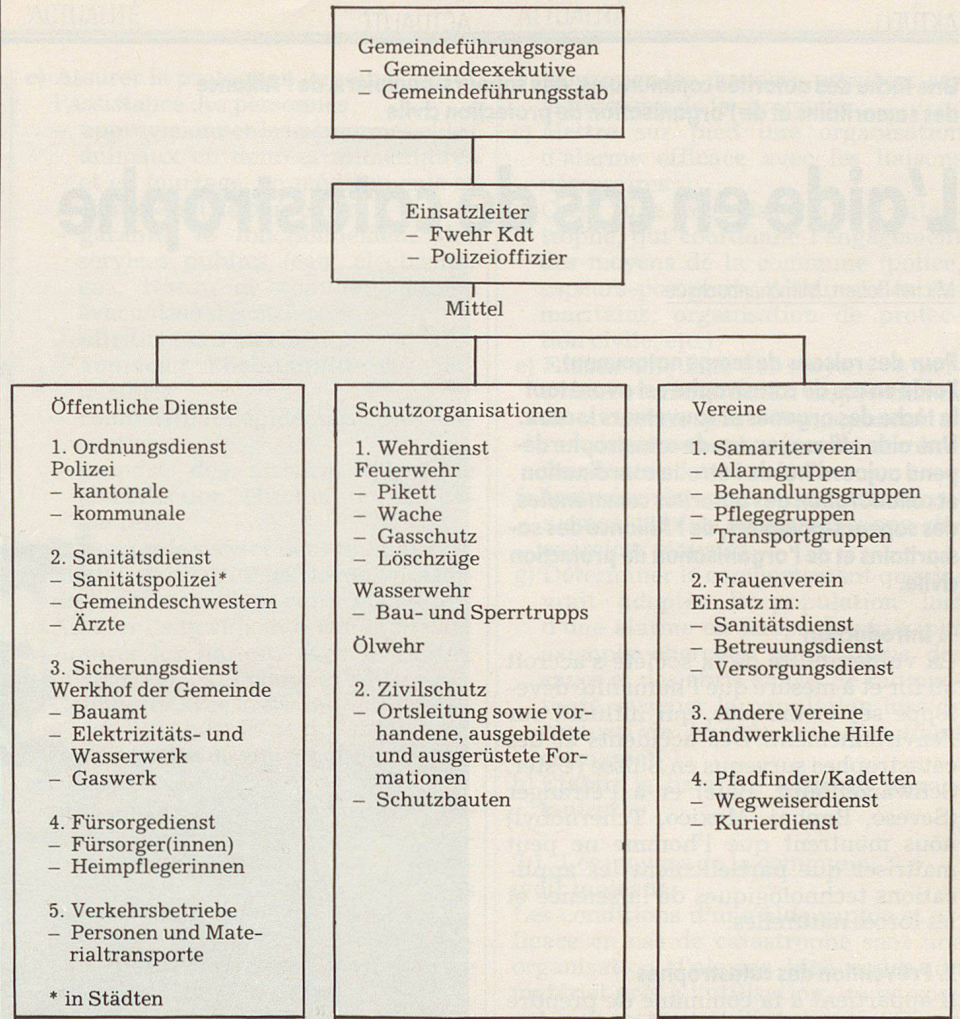 Gemeindeführungsorgan
– Gemeindeexekutive
– Gemeindefühungsstab
Einsatzleiter
– Fwehr Kdt
– Polizeioffizier
Mittel
Öffentliche Dienste
1. Ordnungsdienst
Polizei
– kantonale
– kommunale
2. Sanitätsdienst
– Sanitätspolizei*
– Gemeindeschwestern
– Ärzte
3. Sicherungsdienst
Werkhof der Gemeinde
– Bauamt
– Elektrizitäts- und
Wasserwerk
– Gaswerk
4. Fürsorgedienst
– Fürsorger(innen)
– Heimpflegerinnen
5. Verkehrsbetriebe
– Personen und Mate-
rialtransporte
* in Städten
Schutzorganisationen
1. Wehrdienst
Feuerwehr
– Pikett
– Wache
– Gasschutz
– Löschzüge
Wasserwehr
– Bau- und Sperrtrupps
Ölwehr
2. Zivilschutz
– Ortsleitung sowie vor-
handene, ausgebildete
und ausgerüstete For-
mationen
– Schutzbauten
Vereine
1. Samariterverein
– Alarmgruppen
– Behandlungsgruppen
– Pflegegruppen
– Transportgruppen
2. Frauenverein
Einsatz im:
– Sanitätsdienst
– Betreuungsdienst
– Verpflegungsdienst
3. Andere Vereine
Handwerkliche Hilfe
4. Pfadfinder/Kadetten
– Wegweiserdienst
– Kurierdienst